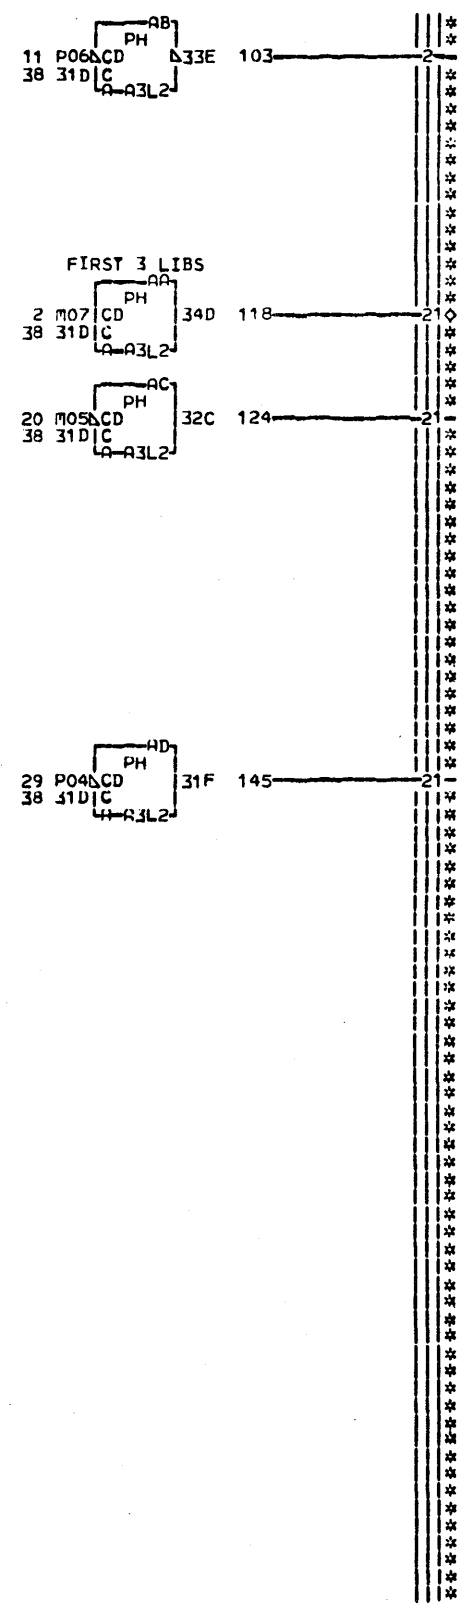 AB
PH
11 P06 CD 33E 103 2
38 31D C
A A3L2
FIRST 3 LIBS
AA
PH
2 M07 CD 34D 118 21
38 31D C
A A3L2
AC
PH
20 M05 CD 32C 124 21
38 31D C
A A3L2
AD
PH
29 P04 CD 31F 145 21
38 31D C
A A3L2